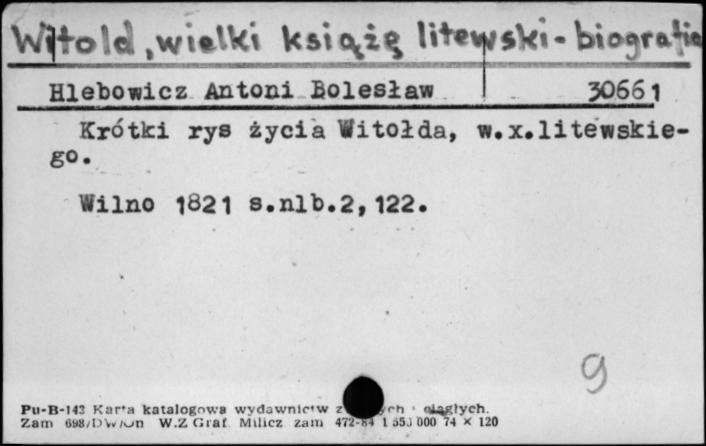 Witold, wielki książę litewski - biografie
Hlebowicz Antoni Bolesław 30661
Krótki rys życia Witołda, w.x.litewskie-
go.
Wilno 1821 s.nlb.2,122.
9
Pu-B-143 Karta katalogowa wydawnictw ciągłych.
Zam 698/ W.Z Graf. Milicz zam 472-84 1 550 000 74 × 120